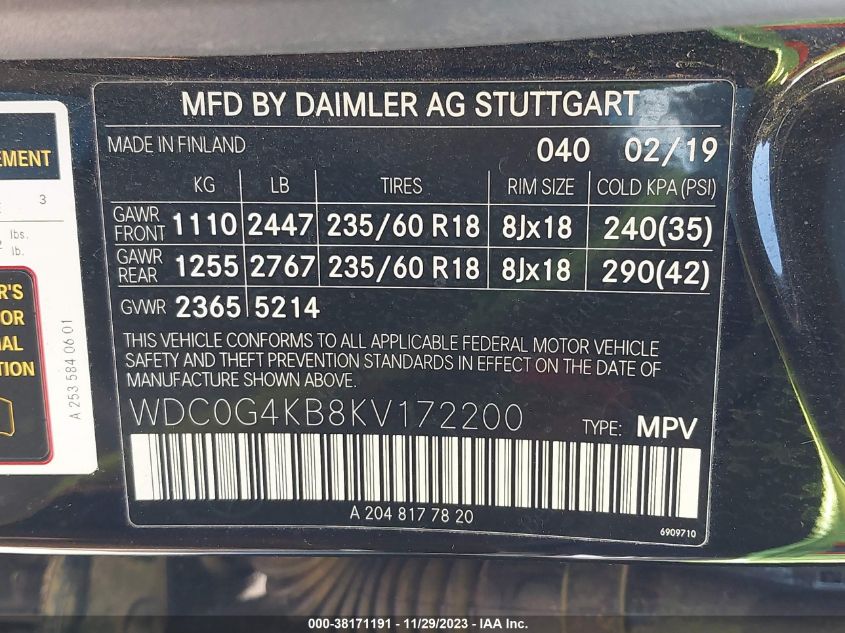 MFD BY DAIMLER AG STUTTGART
MADE IN FINLAND 040 02/19
KG LB TIRES RIM SIZE COLD KPA (PSI)
GAWR FRONT 1110 2447 235/60 R18 8Jx18 240(35)
GAWR REAR 1255 2767 235/60 R18 8Jx18 290(42)
GVWR 2365 5214
THIS VEHICLE CONFORMS TO ALL APPLICABLE FEDERAL MOTOR VEHICLE
SAFETY AND THEFT PREVENTION STANDARDS IN EFFECT ON THE DATE OF
MANUFACTURE SHOWN ABOVE.
WDC0G4KB8KV172200 TYPE: MPV
A 204 817 78 20
6909710
EMENT
3
lbs.
lb.
R'S
OR
AL
TION
A 253 584 06 01
000-38171191 - 11/29/2023 - IAA Inc.